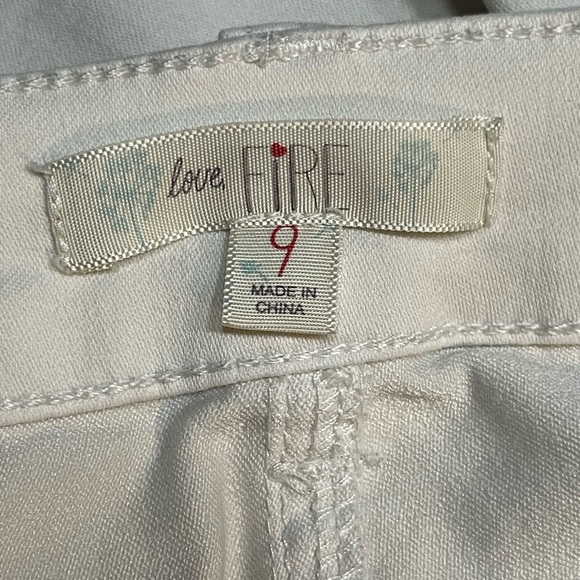 love, FiRE
9
MADE IN
CHINA